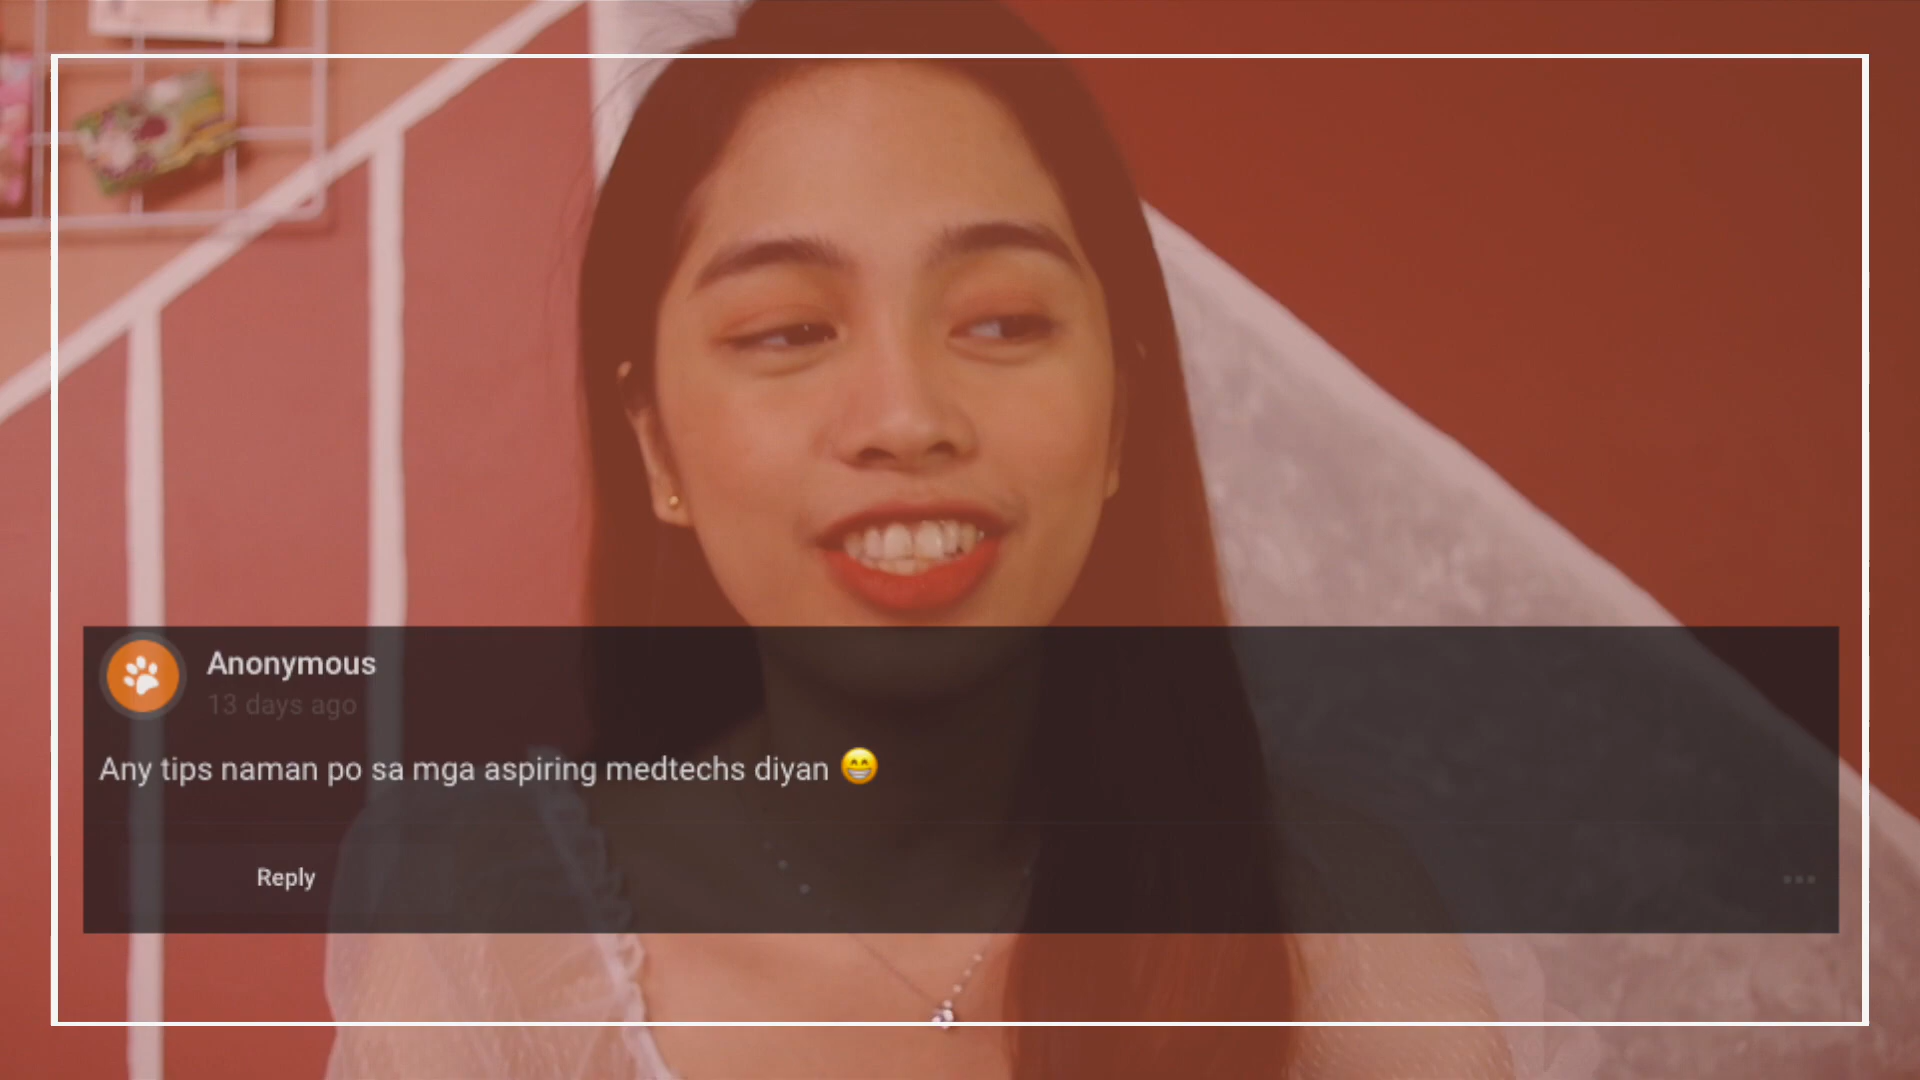 Anonymous
13 days ago
Any tips naman po sa mga aspiring medtechs diyan 😁
Reply